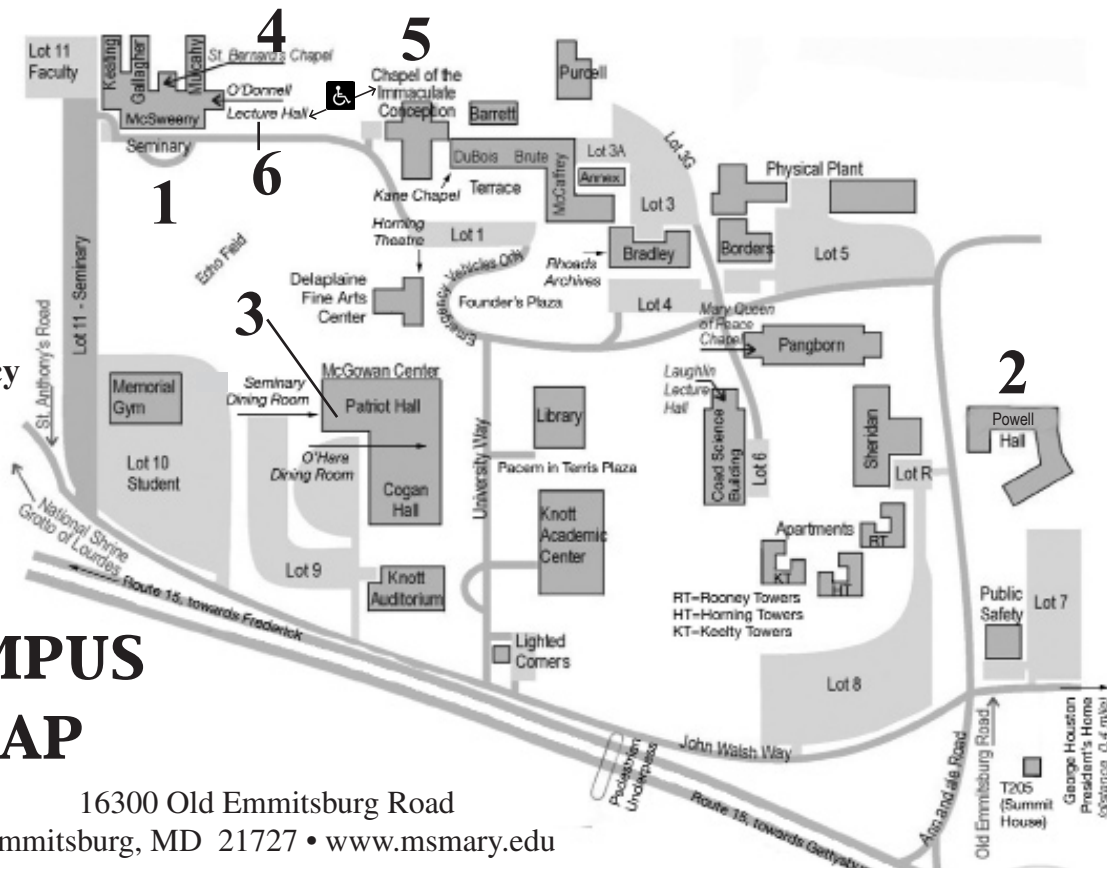 4
5
Lot 11
Faculty
Keating
Gallagher
Mulcahy
St. Bernard's Chapel
O'Donnell
Lecture Hall
McSweeny
Seminary
Chapel of the
Immaculate
Conception
Barrett
Purcell
1
6
DuBois
Brute
McCaffrey
Lot 3A
Annex
Lot 3G
Kane Chapel
Terrace
Lot 3
Physical Plant
Horning
Theatre
Lot 1
Echo Field
Bradley
Borders
Lot 5
Rhoads
Archives
Delaplaine
Fine Arts
Center
Emergency Vehicles Only
Founder's Plaza
Lot 4
Mary Queen
of Peace
Chapel
Pangborn
Lot 11 - Seminary
St. Anthony's Road
3
McGowan Center
Patriot Hall
Seminary
Dining Room
Memorial
Gym
Laughlin
Lecture
Hall
2
Powell
Hall
Library
University Way
O'Hara
Dining Room
Pacem in Terris Plaza
Coad Science
Building
Lot 6
Sheridan
Lot R
Lot 10
Student
Cogan
Hall
Knott
Academic
Center
Apartments
RT
KT
HT
RT=Rooney Towers
HT=Horning Towers
KT=Keelty Towers
National Shrine
Grotto of Lourdes
Route 15, towards Frederick
Lot 9
Knott
Auditorium
Public
Safety
Lot 7
Lighted
Corners
Lot 8
John Walsh Way
Pedestrian
Underpass
Route 15, towards Gettysbu
Annandale Road
Old Emmitsburg Road
T205
(Summit
House)
George Houston
President's Home
(distance 0.4 mile)
ey
MPUS
AP
16300 Old Emmitsburg Road
mmitsburg, MD 21727 • www.msmary.edu